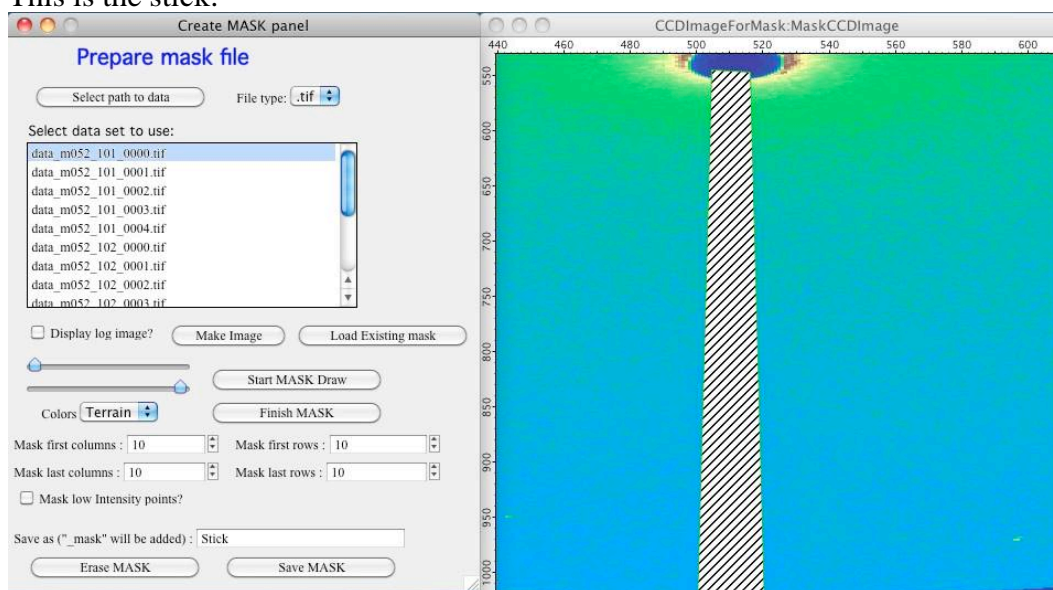 This is the stick.
Create MASK panel
Prepare mask file
Select path to data
File type: .tif
Select data set to use:
data_m052_101_0000.tif
data_m052_101_0001.tif
data_m052_101_0002.tif
data_m052_101_0003.tif
data_m052_101_0004.tif
data_m052_102_0000.tif
data_m052_102_0001.tif
data_m052_102_0002.tif
data_m052_102_0003.tif
Display log image?
Make Image
Load Existing mask
Start MASK Draw
Colors Terrain
Finish MASK
Mask first columns : 10
Mask first rows : 10
Mask last columns : 10
Mask last rows : 10
Mask low Intensity points?
Save as ("_mask" will be added) : Stick
Erase MASK
Save MASK
CCDImageForMask:MaskCCDImage
440 460 480 500 520 540 560 580 600
550
600
650
700
750
800
850
900
950
1000